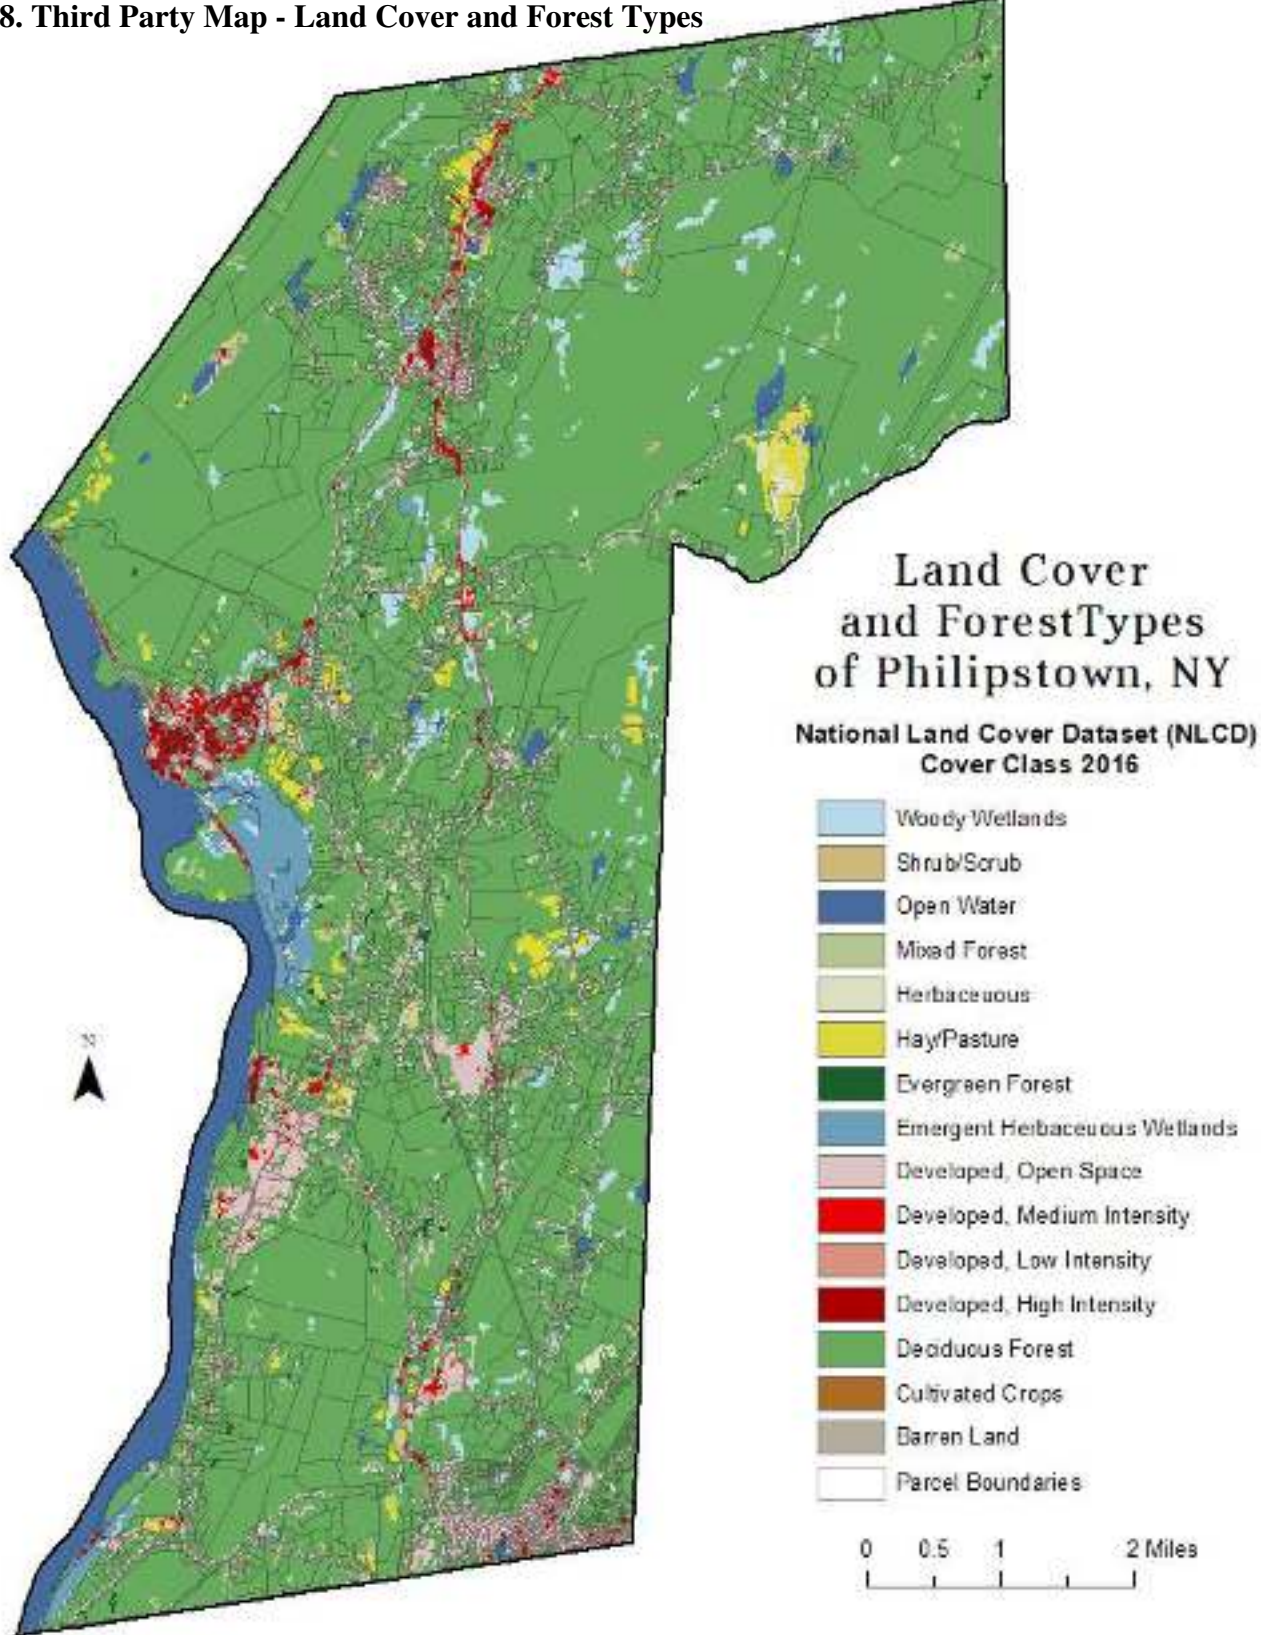 8. Third Party Map - Land Cover and Forest Types
Land Cover
and ForestTypes
of Philipstown, NY
National Land Cover Dataset (NLCD)
Cover Class 2016
Woody Wetlands
Shrub/Scrub
Open Water
Mixed Forest
Herbaceuous
Hay/Pasture
Evergreen Forest
Emergent Herbaceuous Wetlands
Developed, Open Space
Developed, Medium Intensity
Developed, Low Intensity
Developed, High Intensity
Deciduous Forest
Cultivated Crops
Barren Land
Parcel Boundaries
N
0 0.5 1 2 Miles